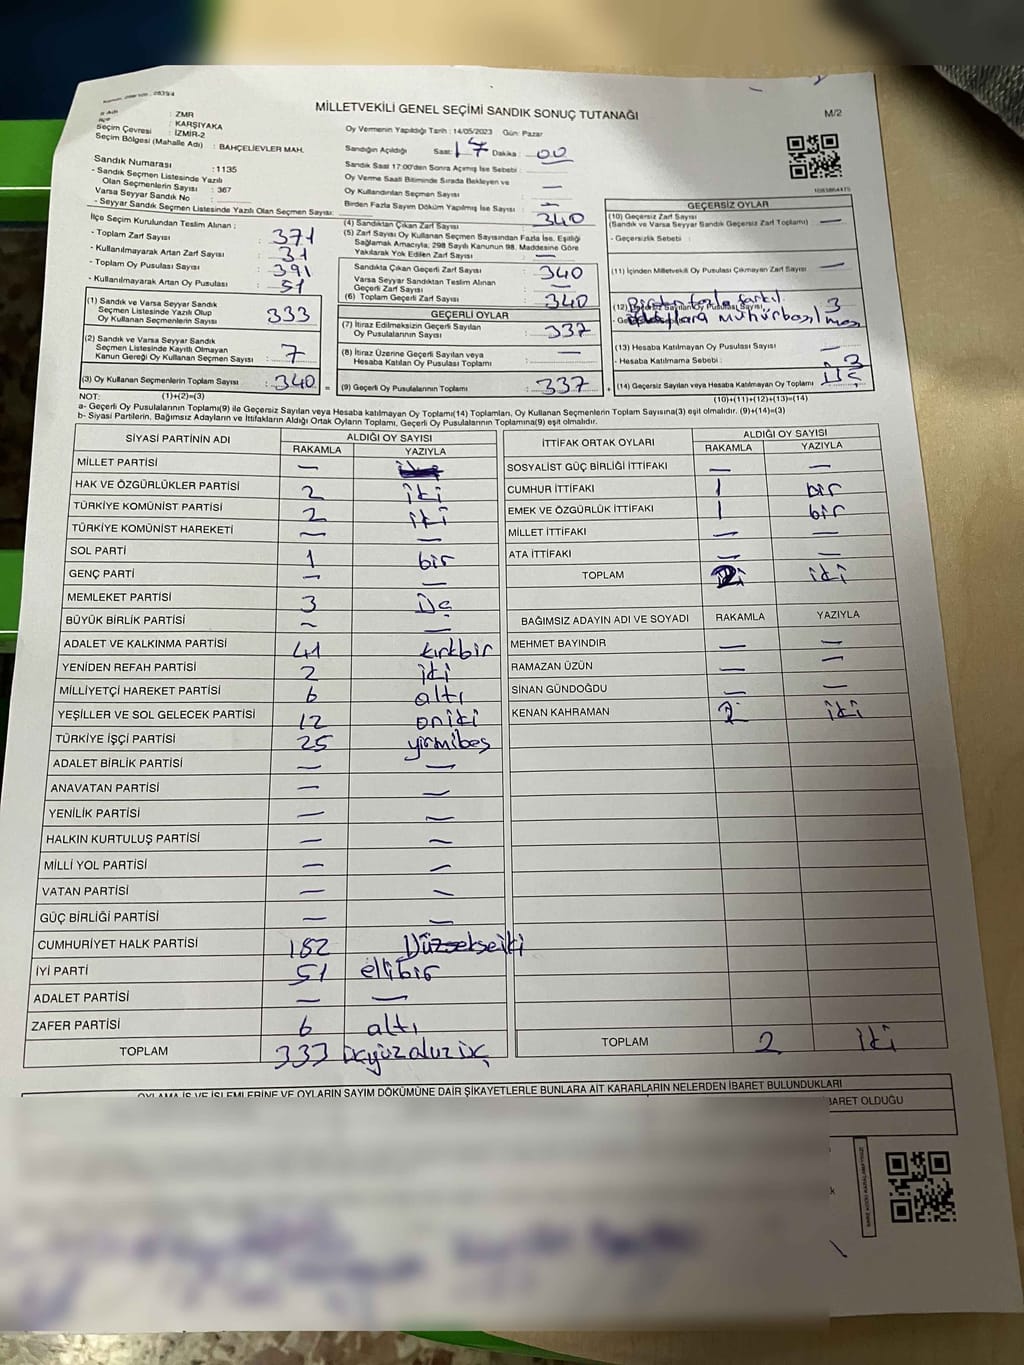 MİLLETVEKİLİ GENEL SEÇİMİ SANDIK SONUÇ TUTANAĞI
M/2
: ZMR
İlçe : KARŞIYAKA
Seçim Çevresi : İZMİR-2
Seçim Bölgesi (Mahalle Adı) : BAHÇELİEVLER MAH.
Sandık Numarası : 1135
- Sandık Seçmen Listesinde Yazılı
Olan Seçmenlerin Sayısı : 367
Varsa Seyyar Sandık No :
- Seyyar Sandık Seçmen Listesinde Yazılı Olan Seçmen Sayısı:
İlçe Seçim Kurulundan Teslim Alınan :
- Toplam Zarf Sayısı : 371
- Kullanılmayarak Artan Zarf Sayısı : 31
- Toplam Oy Pusulası Sayısı : 391
- Kullanılmayarak Artan Oy Pusulası : 51
(1) Sandık ve Varsa Seyyar Sandık
Seçmen Listesinde Yazılı Olup
Oy Kullanan Seçmenlerin Sayısı : 333
(2) Sandık ve Varsa Seyyar Sandık
Seçmen Listesinde Kayıtlı Olmayan
Kanun Gereği Oy Kullanan Seçmen Sayısı : 7
(3) Oy Kullanan Seçmenlerin Toplam Sayısı : 340 =
Oy Vermenin Yapıldığı Tarih : 14/05/2023 Gün: Pazar
Sandığın Açıldığı Saat: 17 Dakika : 00
Sandık Saat 17:00'den Sonra Açılmış İse Sebebi :
Oy Verme Saati Bitiminde Sırada Bekleyen ve
Oy Kullandırılan Seçmen Sayısı : —
Birden Fazla Sayım Döküm Yapılmış İse Sayısı : —
(4) Sandıktan Çıkan Zarf Sayısı : 340
(5) Zarf Sayısı Oy Kullanan Seçmen Sayısından Fazla İse, Eşitliği
Sağlamak Amacıyla; 298 Sayılı Kanunun 98. Maddesine Göre
Yakılarak Yok Edilen Zarf Sayısı : —
Sandıkta Çıkan Geçerli Zarf Sayısı : 340
Varsa Seyyar Sandıktan Teslim Alınan
Geçerli Zarf Sayısı : —
(6) Toplam Geçerli Zarf Sayısı : 340
GEÇERLİ OYLAR
(7) İtiraz Edilmeksizin Geçerli Sayılan
Oy Pusulalarının Sayısı : 337
(8) İtiraz Üzerine Geçerli Sayılan veya
Hesaba Katılan Oy Pusulası Toplamı : —
(9) Geçerli Oy Pusulalarının Toplamı : 337 +
GEÇERSİZ OYLAR
(10) Geçersiz Zarf Sayısı
(Sandık ve Varsa Seyyar Sandık Geçersiz Zarf Toplamı) : —
- Geçersizlik Sebebi :
(11) İçinden Milletvekili Oy Pusulası Çıkmayan Zarf Sayısı : —
(12) Birden fazla farklı 3
mühür basılması
(13) Hesaba Katılmayan Oy Pusulası Sayısı : —
- Hesaba Katılmama Sebebi :
(14) Geçersiz Sayılan veya Hesaba Katılmayan Oy Toplamı : 3 ÜÇ
NOT: (1)+(2)=(3)
(10)+(11)+(12)+(13)=(14)
a- Geçerli Oy Pusulalarının Toplamı(9) ile Geçersiz Sayılan veya Hesaba katılmayan Oy Toplamı(14) Toplamları, Oy Kullanan Seçmenlerin Toplam Sayısına(3) eşit olmalıdır. (9)+(14)=(3)
b- Siyasi Partilerin, Bağımsız Adayların ve İttifakların Aldığı Ortak Oyların Toplamı, Geçerli Oy Pusulalarının Toplamına(9) eşit olmalıdır.
SİYASİ PARTİNİN ADI ALDIĞI OY SAYISI
RAKAMLA YAZIYLA
MİLLET PARTİSİ —
HAK VE ÖZGÜRLÜKLER PARTİSİ 2 iki
TÜRKİYE KOMÜNİST PARTİSİ 2 iki
TÜRKİYE KOMÜNİST HAREKETİ — —
SOL PARTİ 1 bir
GENÇ PARTİ — —
MEMLEKET PARTİSİ 3 Üç
BÜYÜK BİRLİK PARTİSİ — —
ADALET VE KALKINMA PARTİSİ 41 kırkbir
YENİDEN REFAH PARTİSİ 2 iki
MİLLİYETÇİ HAREKET PARTİSİ 6 altı
YEŞİLLER VE SOL GELECEK PARTİSİ 12 oniki
TÜRKİYE İŞÇİ PARTİSİ 25 yirmibeş
ADALET BİRLİK PARTİSİ — —
ANAVATAN PARTİSİ — —
YENİLİK PARTİSİ — —
HALKIN KURTULUŞ PARTİSİ — —
MİLLİ YOL PARTİSİ — —
VATAN PARTİSİ — —
GÜÇ BİRLİĞİ PARTİSİ — —
CUMHURİYET HALK PARTİSİ 182 Yüzsekseiki
İYİ PARTİ 51 ellibir
ADALET PARTİSİ — —
ZAFER PARTİSİ 6 altı
TOPLAM 333 üçyüzotuzüç
İTTİFAK ORTAK OYLARI ALDIĞI OY SAYISI
RAKAMLA YAZIYLA
SOSYALİST GÜÇ BİRLİĞİ İTTİFAKI — —
CUMHUR İTTİFAKI 1 bir
EMEK VE ÖZGÜRLÜK İTTİFAKI 1 bir
MİLLET İTTİFAKI — —
ATA İTTİFAKI — —
TOPLAM 2 iki
BAĞIMSIZ ADAYIN ADI VE SOYADI RAKAMLA YAZIYLA
MEHMET BAYINDIR — —
RAMAZAN ÜZÜN — —
SİNAN GÜNDOĞDU — —
KENAN KAHRAMAN 2 iki
TOPLAM 2 iki
OYLAMA İŞ VE İŞLEMLERİNE VE OYLARIN SAYIM DÖKÜMÜNE DAİR ŞİKAYETLERLE BUNLARA AİT KARARLARIN NELERDEN İBARET BULUNDUKLARI
BARET OLDUĞU